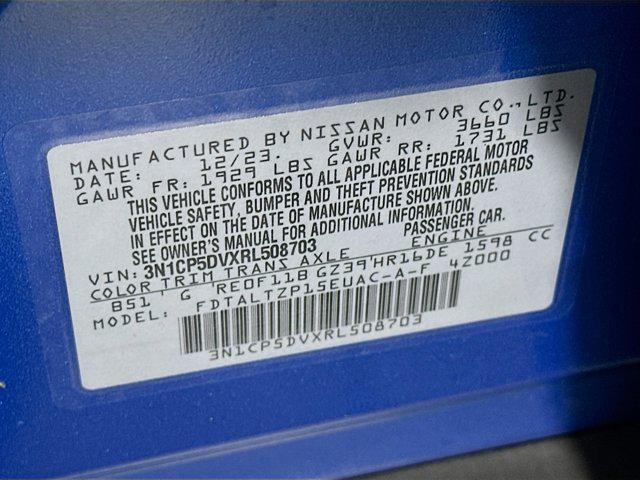 MANUFACTURED BY NISSAN MOTOR CO., LTD.
DATE: 12/23. GVWR: 3660 LBS
GAWR FR: 1929 LBS GAWR RR: 1731 LBS
THIS VEHICLE CONFORMS TO ALL APPLICABLE FEDERAL MOTOR
VEHICLE SAFETY, BUMPER AND THEFT PREVENTION STANDARDS
IN EFFECT ON THE DATE OF MANUFACTURE SHOWN ABOVE.
SEE OWNER'S MANUAL FOR ADDITIONAL INFORMATION.
VIN: 3N1CP5DVXRL508703 PASSENGER CAR.
COLOR TRIM TRANS AXLE ENGINE
B51 G RE0F11B GZ39 HR16DE 1598 CC
MODEL: FDTALTZP15EUAC-A-F 4Z000
3N1CP5DVXRL508703